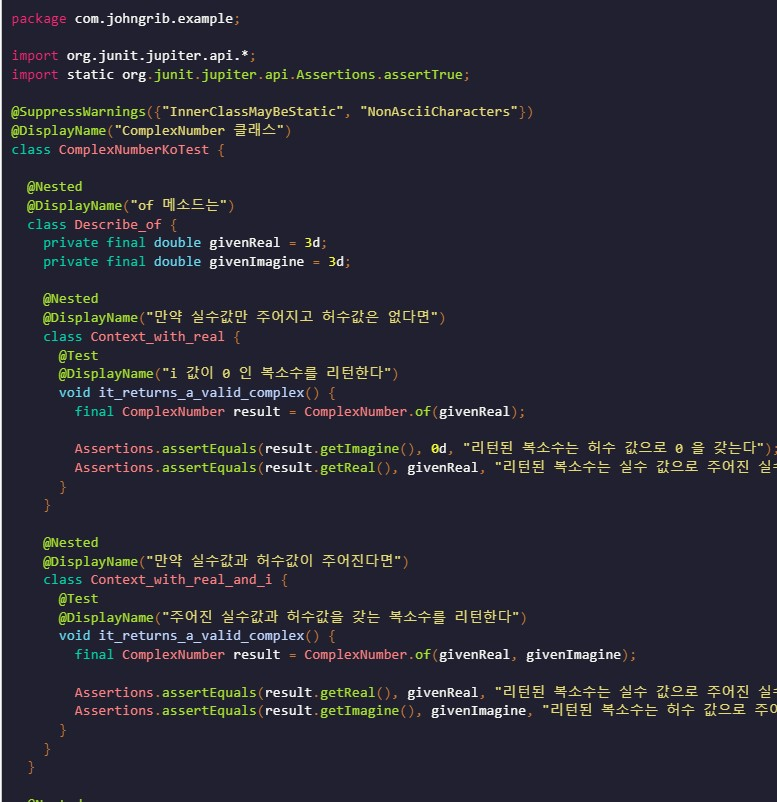 package com.johngrib.example;
import org.junit.jupiter.api.*;
import static org.junit.jupiter.api.Assertions.assertTrue;
@SuppressWarnings({"InnerClassMayBeStatic", "NonAsciiCharacters"})
@DisplayName("ComplexNumber 클래스")
class ComplexNumberKoTest {
@Nested
@DisplayName("of 메소드는")
class Describe_of {
private final double givenReal = 3d;
private final double givenImagine = 3d;
@Nested
@DisplayName("만약 실수값만 주어지고 허수값은 없다면")
class Context_with_real {
@Test
@DisplayName("i 값이 0 인 복소수를 리턴한다")
void it_returns_a_valid_complex() {
final ComplexNumber result = ComplexNumber.of(givenReal);
Assertions.assertEquals(result.getImagine(), 0d, "리턴된 복소수는 허수 값으로 0 을 갖는다");
Assertions.assertEquals(result.getReal(), givenReal, "리턴된 복소수는 실수 값으로 주어진
}
}
@Nested
@DisplayName("만약 실수값과 허수값이 주어진다면")
class Context_with_real_and_i {
@Test
@DisplayName("주어진 실수값과 허수값을 갖는 복소수를 리턴한다")
void it_returns_a_valid_complex() {
final ComplexNumber result = ComplexNumber.of(givenReal, givenImagine);
Assertions.assertEquals(result.getReal(), givenReal, "리턴된 복소수는 실수 값으로 주어진
Assertions.assertEquals(result.getImagine(), givenImagine, "리턴된 복소수는 허수 값으로
}
}
}